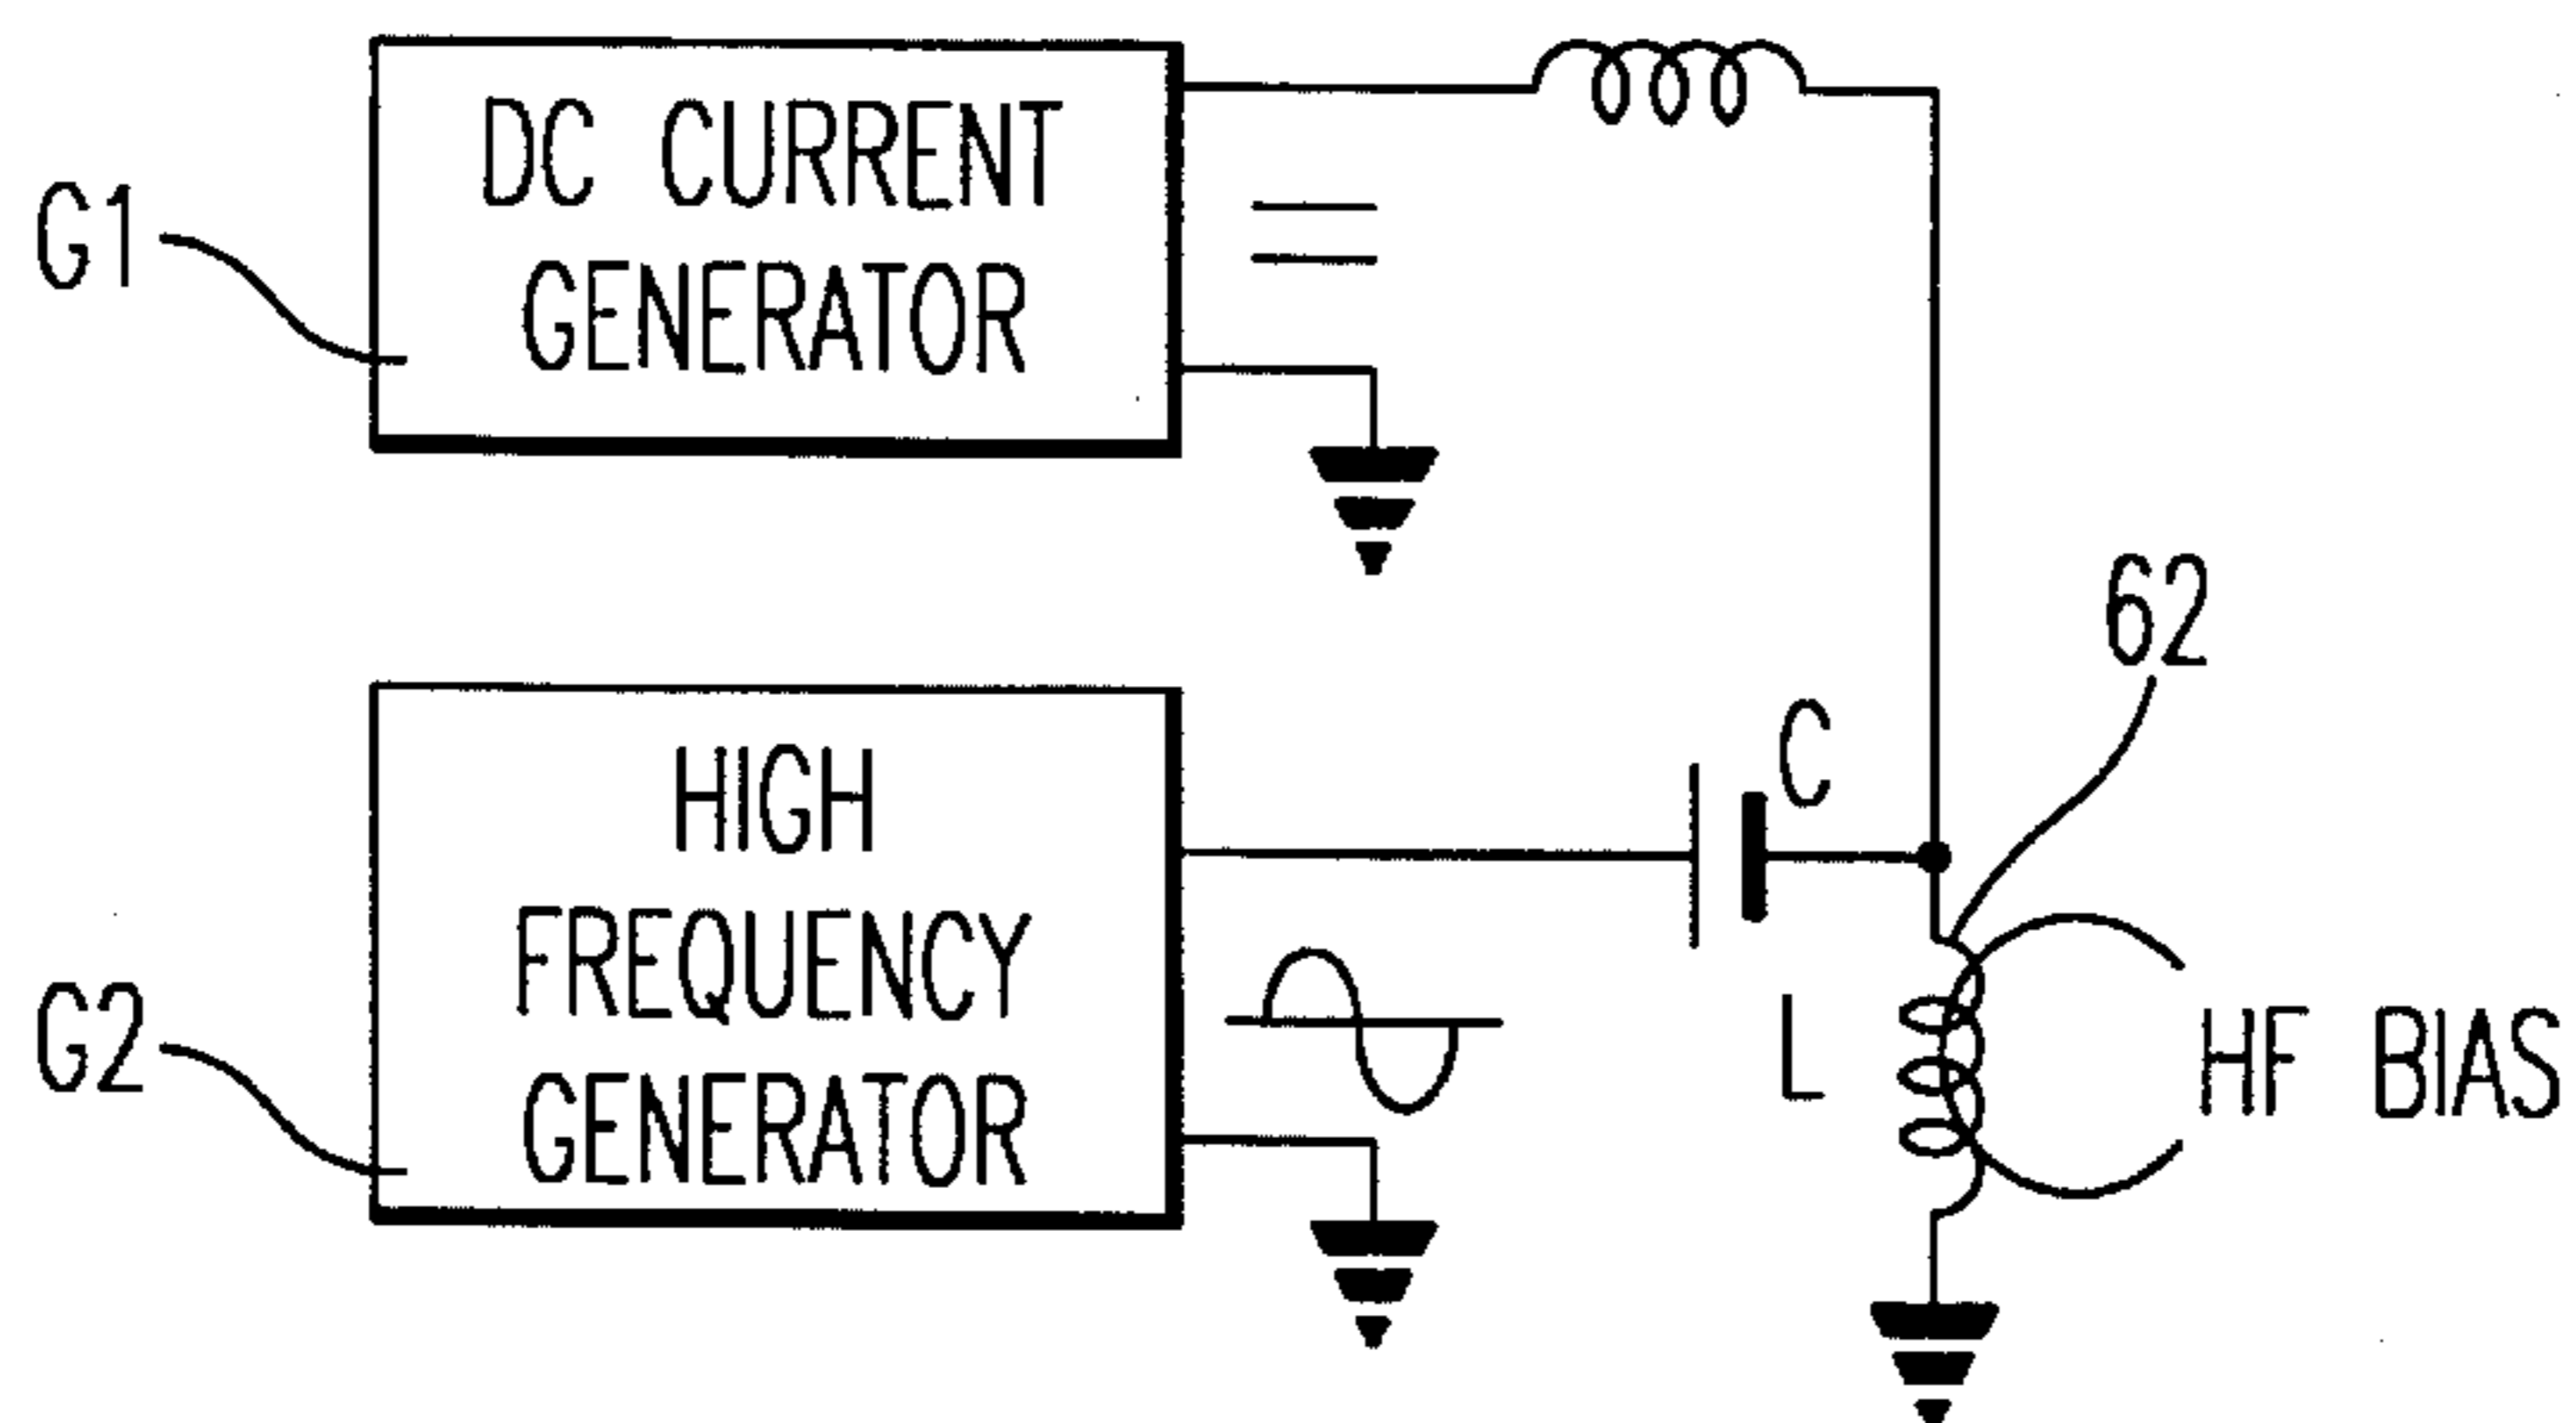 G1
DC CURRENT
GENERATOR
62
C
G2
HIGH
FREQUENCY
GENERATOR
L
HF BIAS